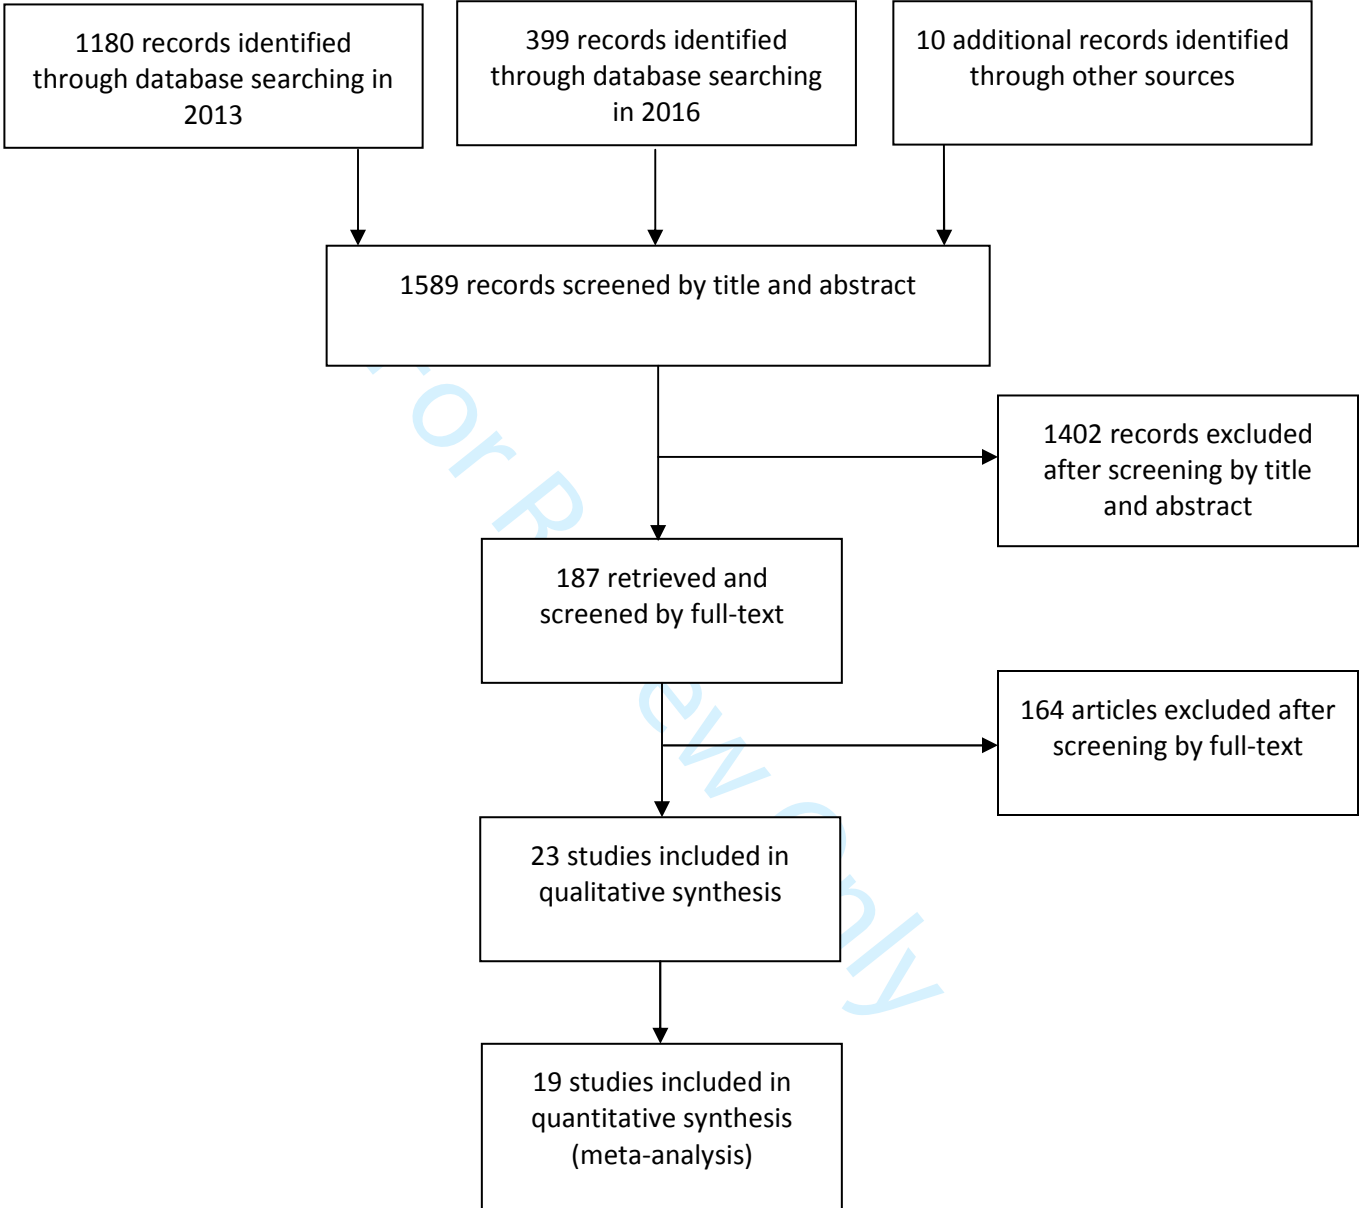 1180 records identified
through database searching in
2013
399 records identified
through database searching
in 2016
10 additional records identified
through other sources
1589 records screened by title and abstract
1402 records excluded
after screening by title
and abstract
187 retrieved and
screened by full-text
164 articles excluded after
screening by full-text
23 studies included in
qualitative synthesis
19 studies included in
quantitative synthesis
(meta-analysis)